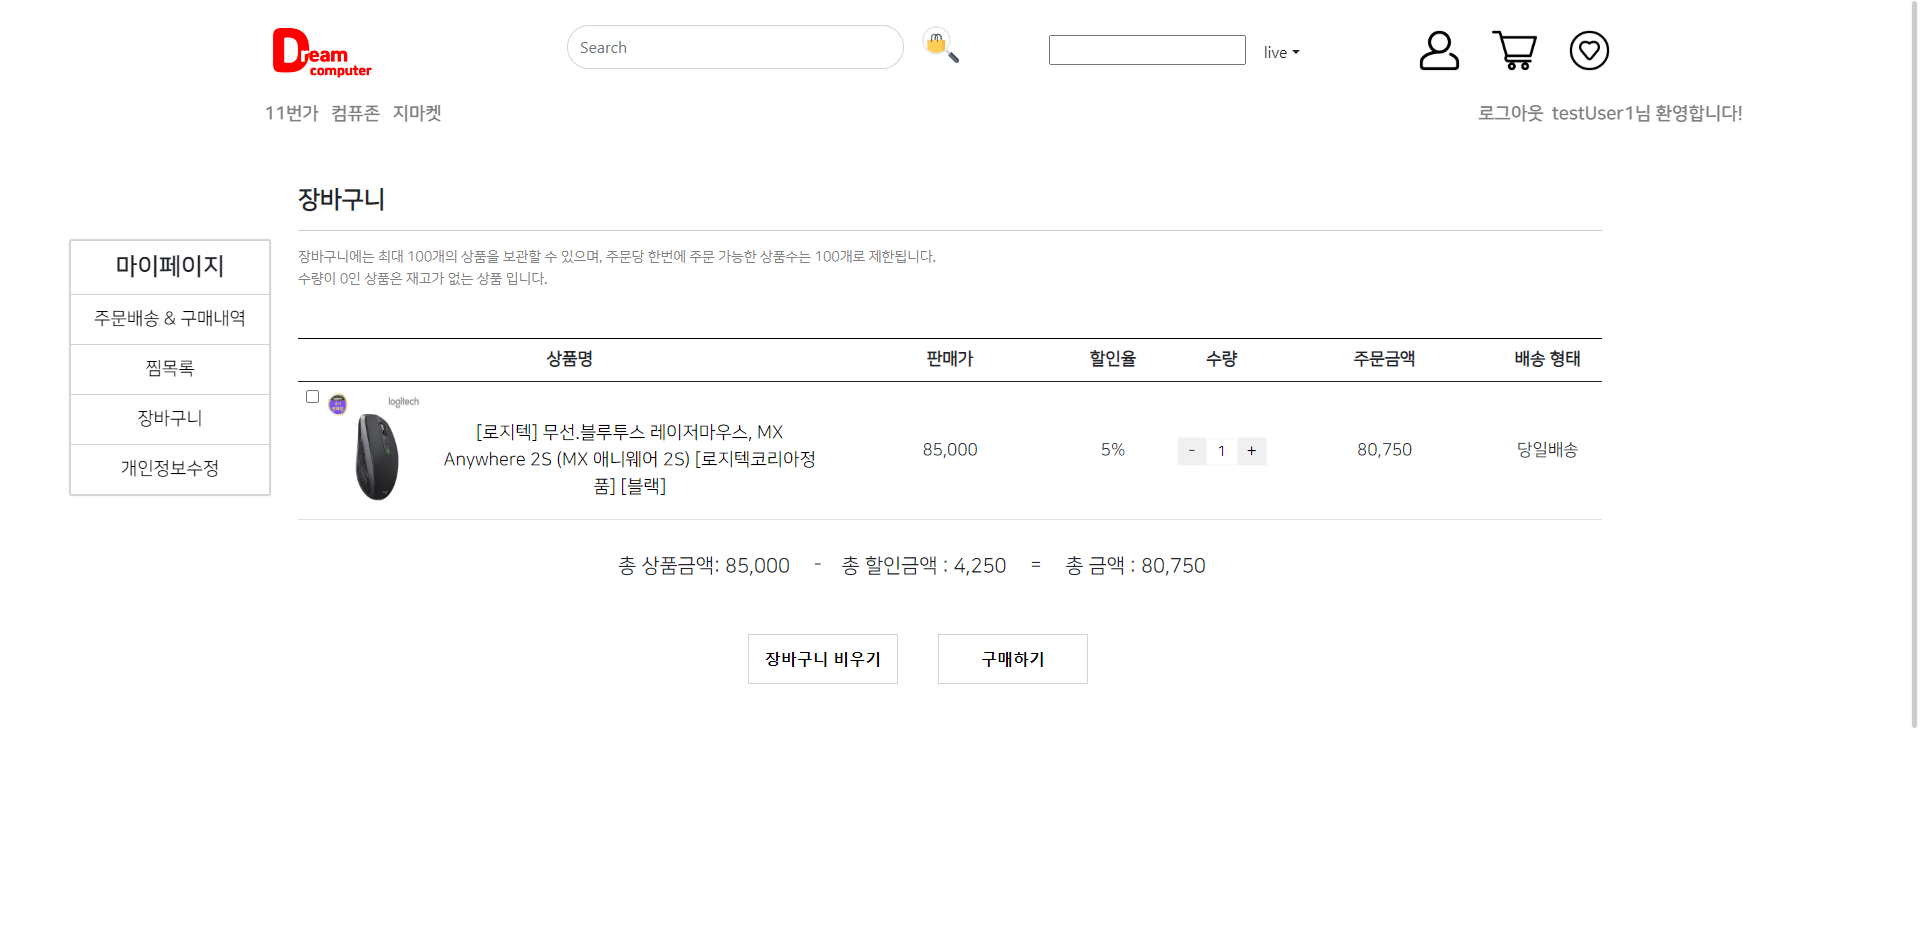 Dream
computer
Search
live
11번가 컴퓨존 지마켓
로그아웃 testUser1님 환영합니다!
장바구니
장바구니에는 최대 100개의 상품을 보관할 수 있으며, 주문당 한번에 주문 가능한 상품수는 100개로 제한됩니다.
수량이 0인 상품은 재고가 없는 상품 입니다.
마이페이지
주문배송 & 구매내역
찜목록
장바구니
개인정보수정
상품명 판매가 할인율 수량 주문금액 배송 형태
logitech
[로지텍] 무선.블루투스 레이저마우스, MX
Anywhere 2S (MX 애니웨어 2S) [로지텍코리아정
품] [블랙]
85,000 5% - 1 + 80,750 당일배송
총 상품금액: 85,000 - 총 할인금액 : 4,250 = 총 금액 : 80,750
장바구니 비우기 구매하기